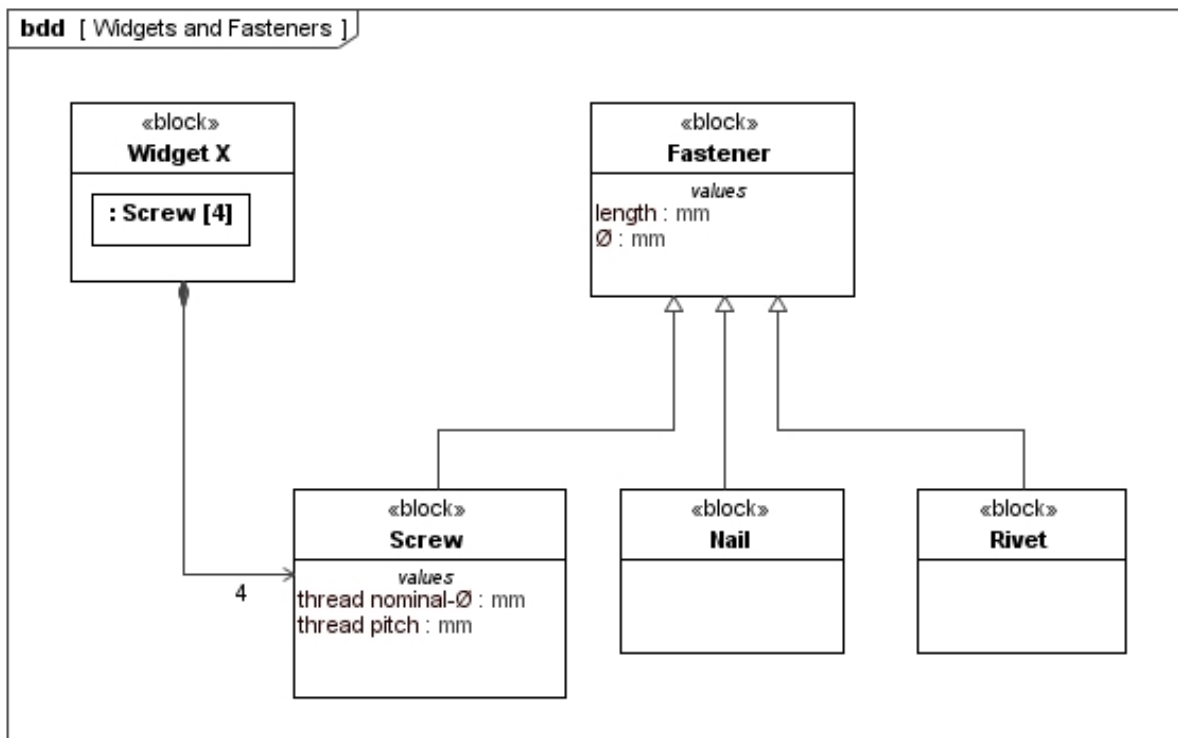 bdd [ Widgets and Fasteners ]
«block»
Widget X
: Screw [4]
«block»
Fastener
values
length : mm
Ø : mm
4
«block»
Screw
values
thread nominal-Ø : mm
thread pitch : mm
«block»
Nail
«block»
Rivet